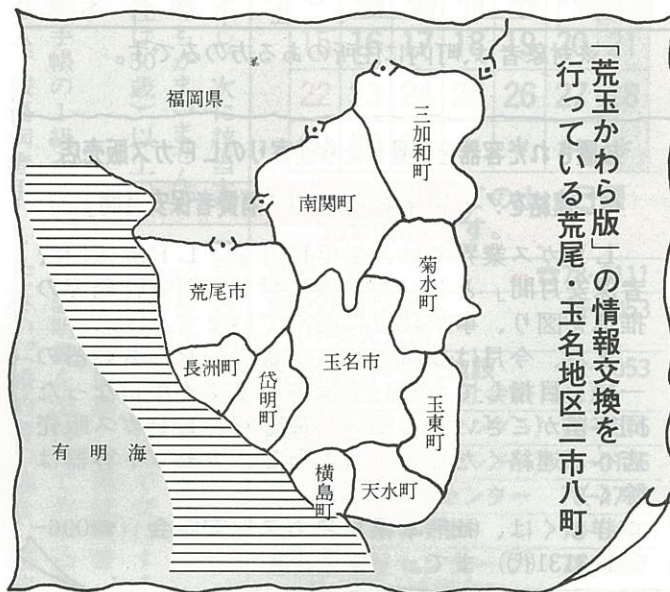 「荒玉かわら版」の情報交換を
行っている荒尾・玉名地区二市八町
福岡県
三加和町
南関町
菊水町
荒尾市
玉名市
長洲町
岱明町
玉東町
有明海
横島町
天水町